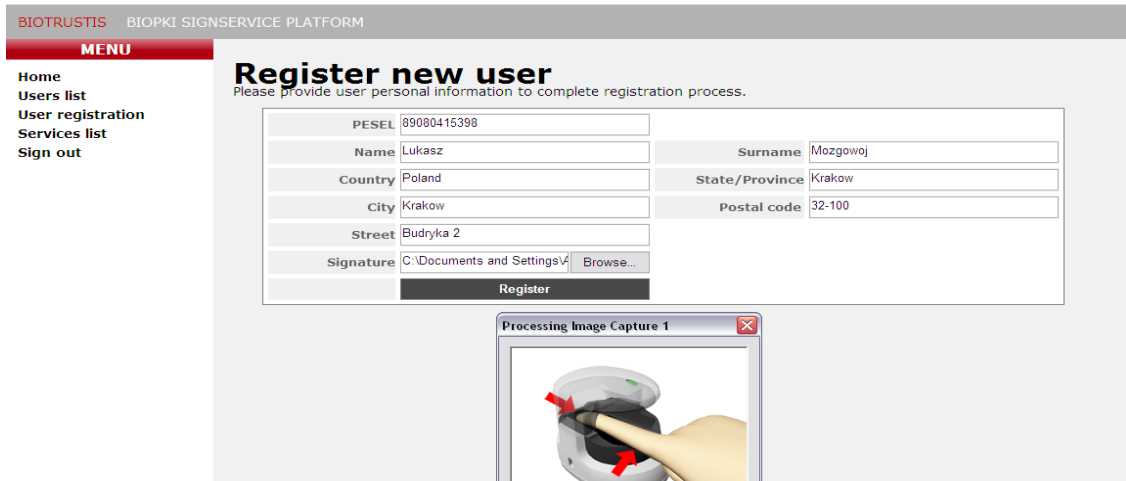 BIOTRUSTIS BIOPKI SIGNSERVICE PLATFORM
MENU
Home
Users list
User registration
Services list
Sign out
Register new user
Please provide user personal information to complete registration process.
PESEL 89080415398
Name Lukasz Surname Mozgowoj
Country Poland State/Province Krakow
City Krakow Postal code 32-100
Street Budryka 2
Signature C:\Documents and Settings\A Browse...
Register
Processing Image Capture 1